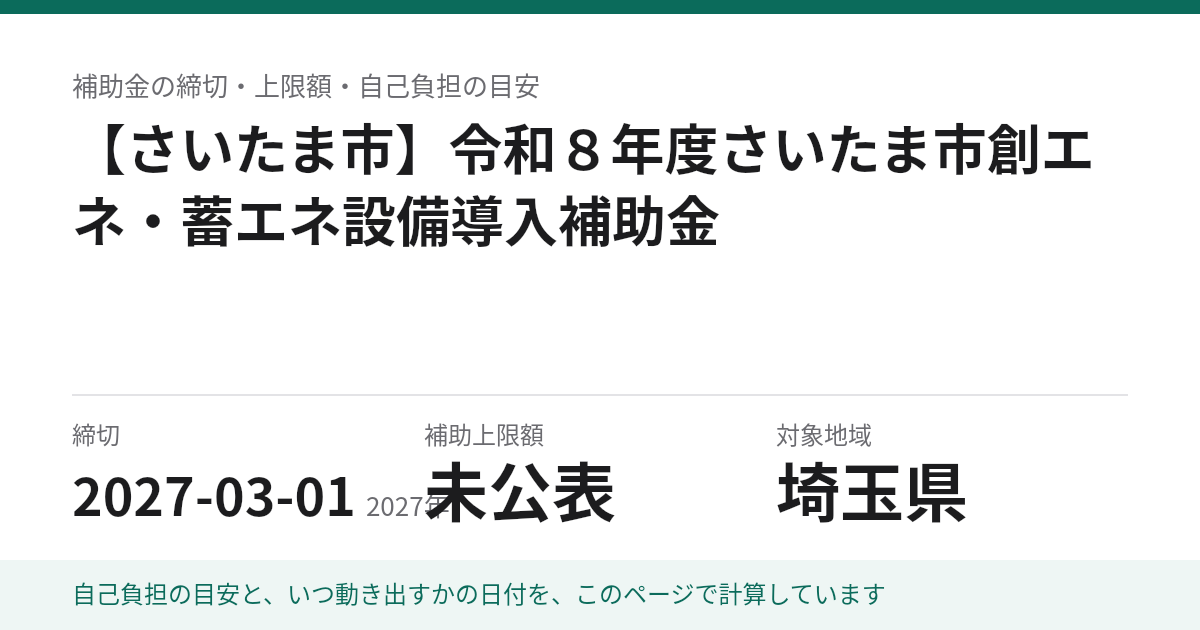 補助金の締切・上限額・自己負担の目安
【さいたま市】令和８年度さいたま市創エ
ネ・蓄エネ設備導入補助金
締切
補助上限額
対象地域
2027-03-01 2027年
未公表
埼玉県
自己負担の目安と、いつ動き出すかの日付を、このページで計算しています